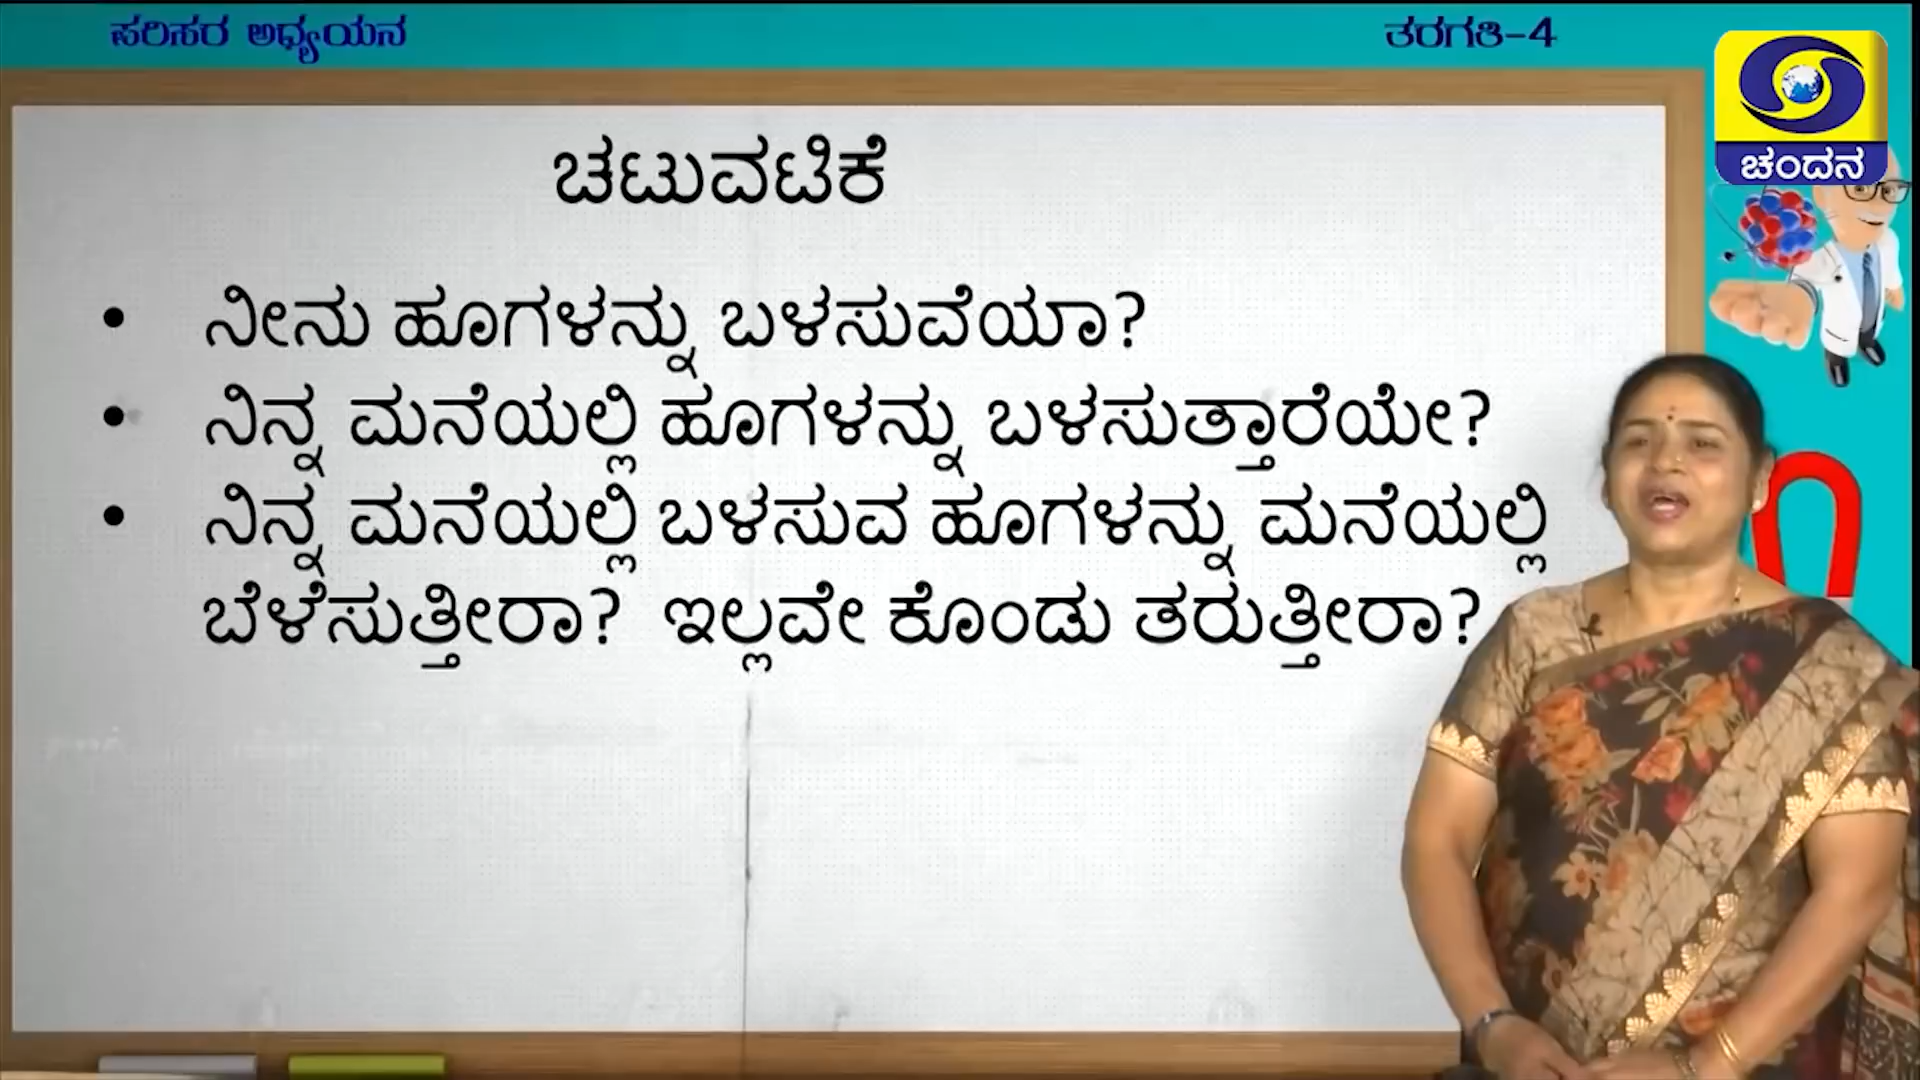 ಪರಿಸರ ಅಧ್ಯಯನ
ತರಗತಿ-4
ಚಂದನ
ಚಟುವಟಿಕೆ
• ನೀನು ಹೂಗಳನ್ನು ಬಳಸುವೆಯಾ?
• ನಿನ್ನ ಮನೆಯಲ್ಲಿ ಹೂಗಳನ್ನು ಬಳಸುತ್ತಾರೆಯೇ?
• ನಿನ್ನ ಮನೆಯಲ್ಲಿ ಬಳಸುವ ಹೂಗಳನ್ನು ಮನೆಯಲ್ಲಿ
ಬೆಳೆಸುತ್ತೀರಾ? ಇಲ್ಲವೇ ಕೊಂಡು ತರುತ್ತೀರಾ?